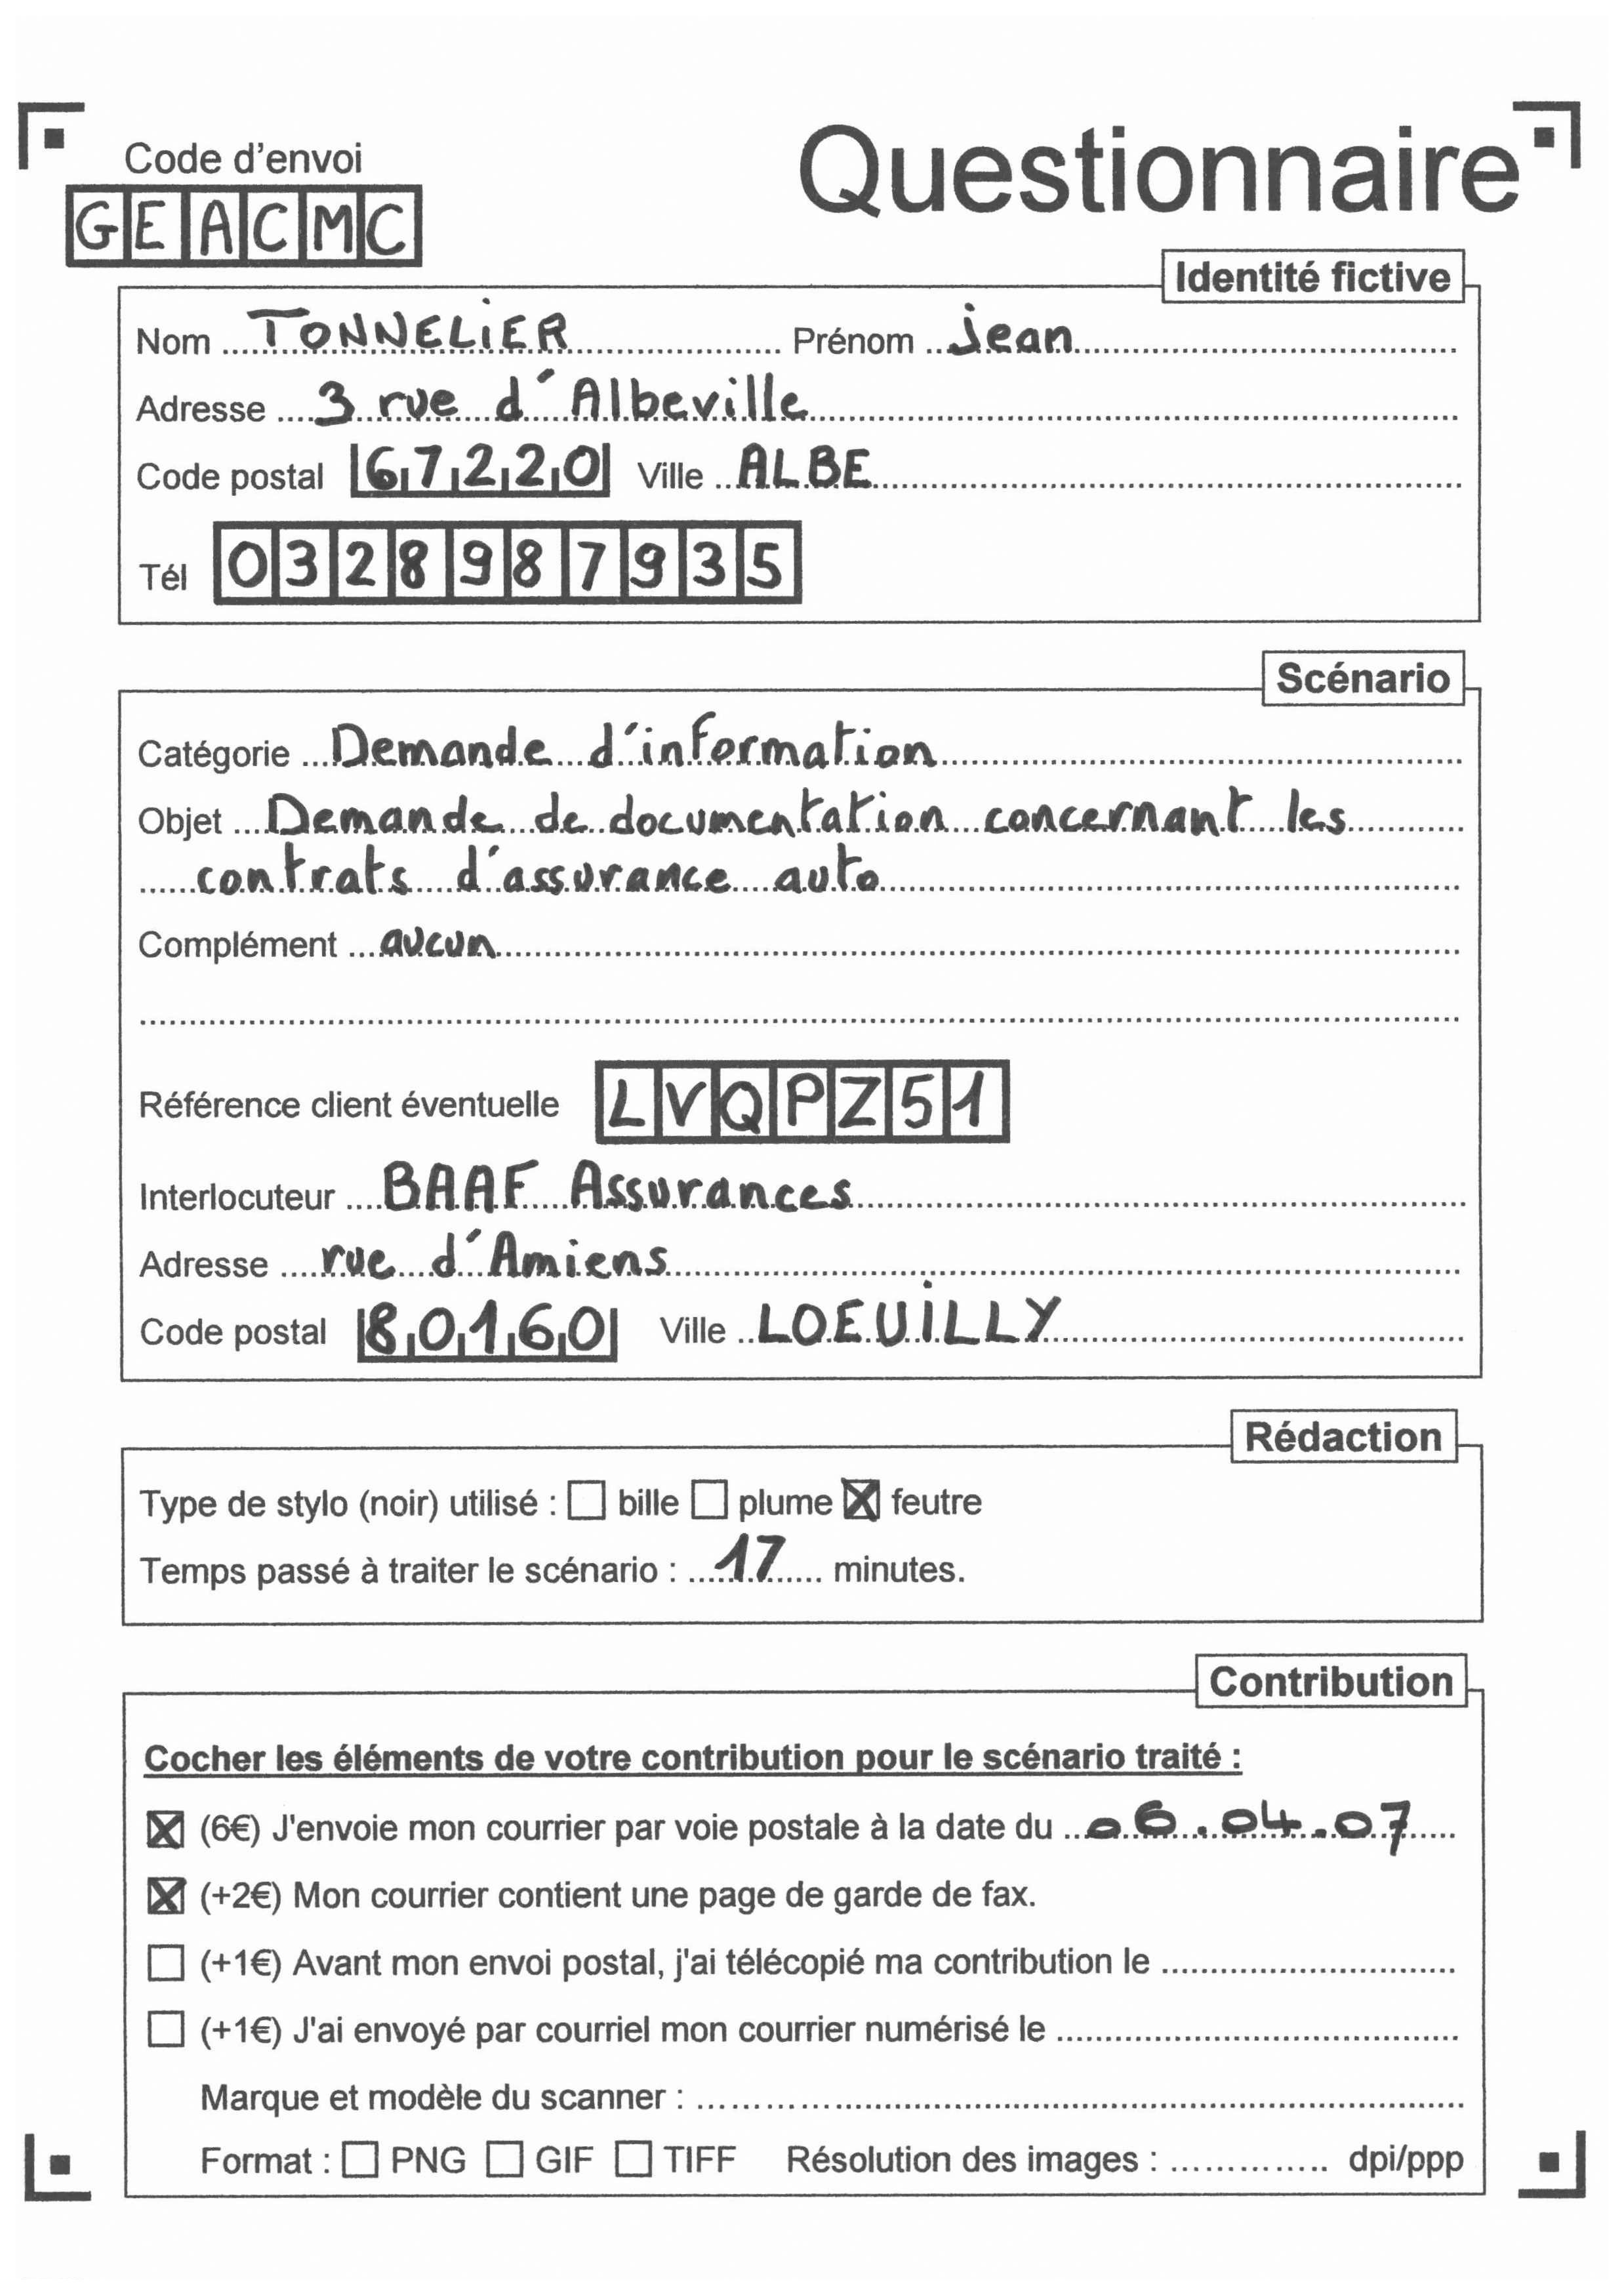 Code d'envoi
Questionnaire
GEACMC
Identité fictive
Nom TONNELIER Prénom jean
Adresse 3 rue d'Albeville
Code postal 67220 Ville ALBE
Tél 0328987935
Scénario
Catégorie Demande d'information
Objet Demande de documentation concernant les
contrats d'assurance auto
Complément aucun
Référence client éventuelle LVQPZ51
Interlocuteur BAAF Assurances
Adresse rue d'Amiens
Code postal 80160 Ville LOEUILLY
Rédaction
Type de stylo (noir) utilisé : ☐ bille ☐ plume ☒ feutre
Temps passé à traiter le scénario : 17 minutes.
Contribution
Cocher les éléments de votre contribution pour le scénario traité :
☒ (6€) J'envoie mon courrier par voie postale à la date du 06.04.07
☒ (+2€) Mon courrier contient une page de garde de fax.
☐ (+1€) Avant mon envoi postal, j'ai télécopié ma contribution le
☐ (+1€) J'ai envoyé par courriel mon courrier numérisé le
Marque et modèle du scanner :
Format : ☐ PNG ☐ GIF ☐ TIFF Résolution des images : dpi/ppp